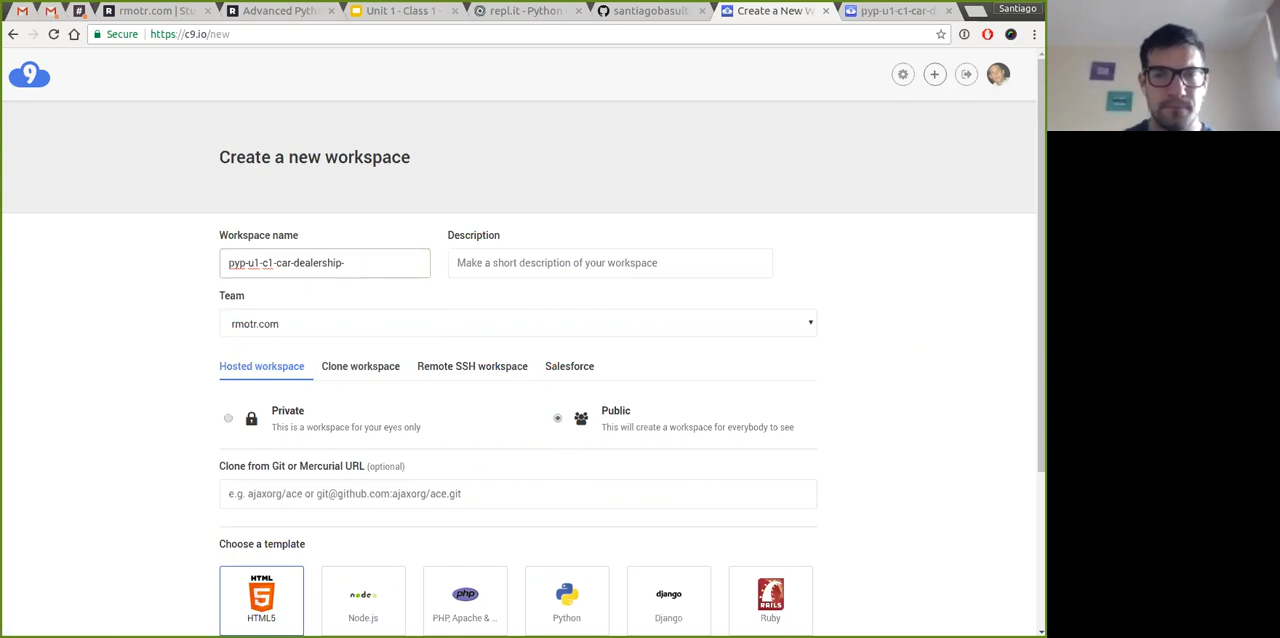 rmotr.com | Stu
Advanced Pyth
Unit 1 - Class 1 -
repl.it - Python
santiagobasult
Create a New W
pyp-u1-c1-car-d
Santiago
Secure https://c9.io/new
9
Create a new workspace
Workspace name Description
pyp-u1-c1-car-dealership- Make a short description of your workspace
Team
rmotr.com
Hosted workspace Clone workspace Remote SSH workspace Salesforce
Private Public
This is a workspace for your eyes only This will create a workspace for everybody to see
Clone from Git or Mercurial URL (optional)
e.g. ajaxorg/ace or git@github.com:ajaxorg/ace.git
Choose a template
HTML 5 node php django RAILS
HTML5 Node.js PHP, Apache & ... Python Django Ruby